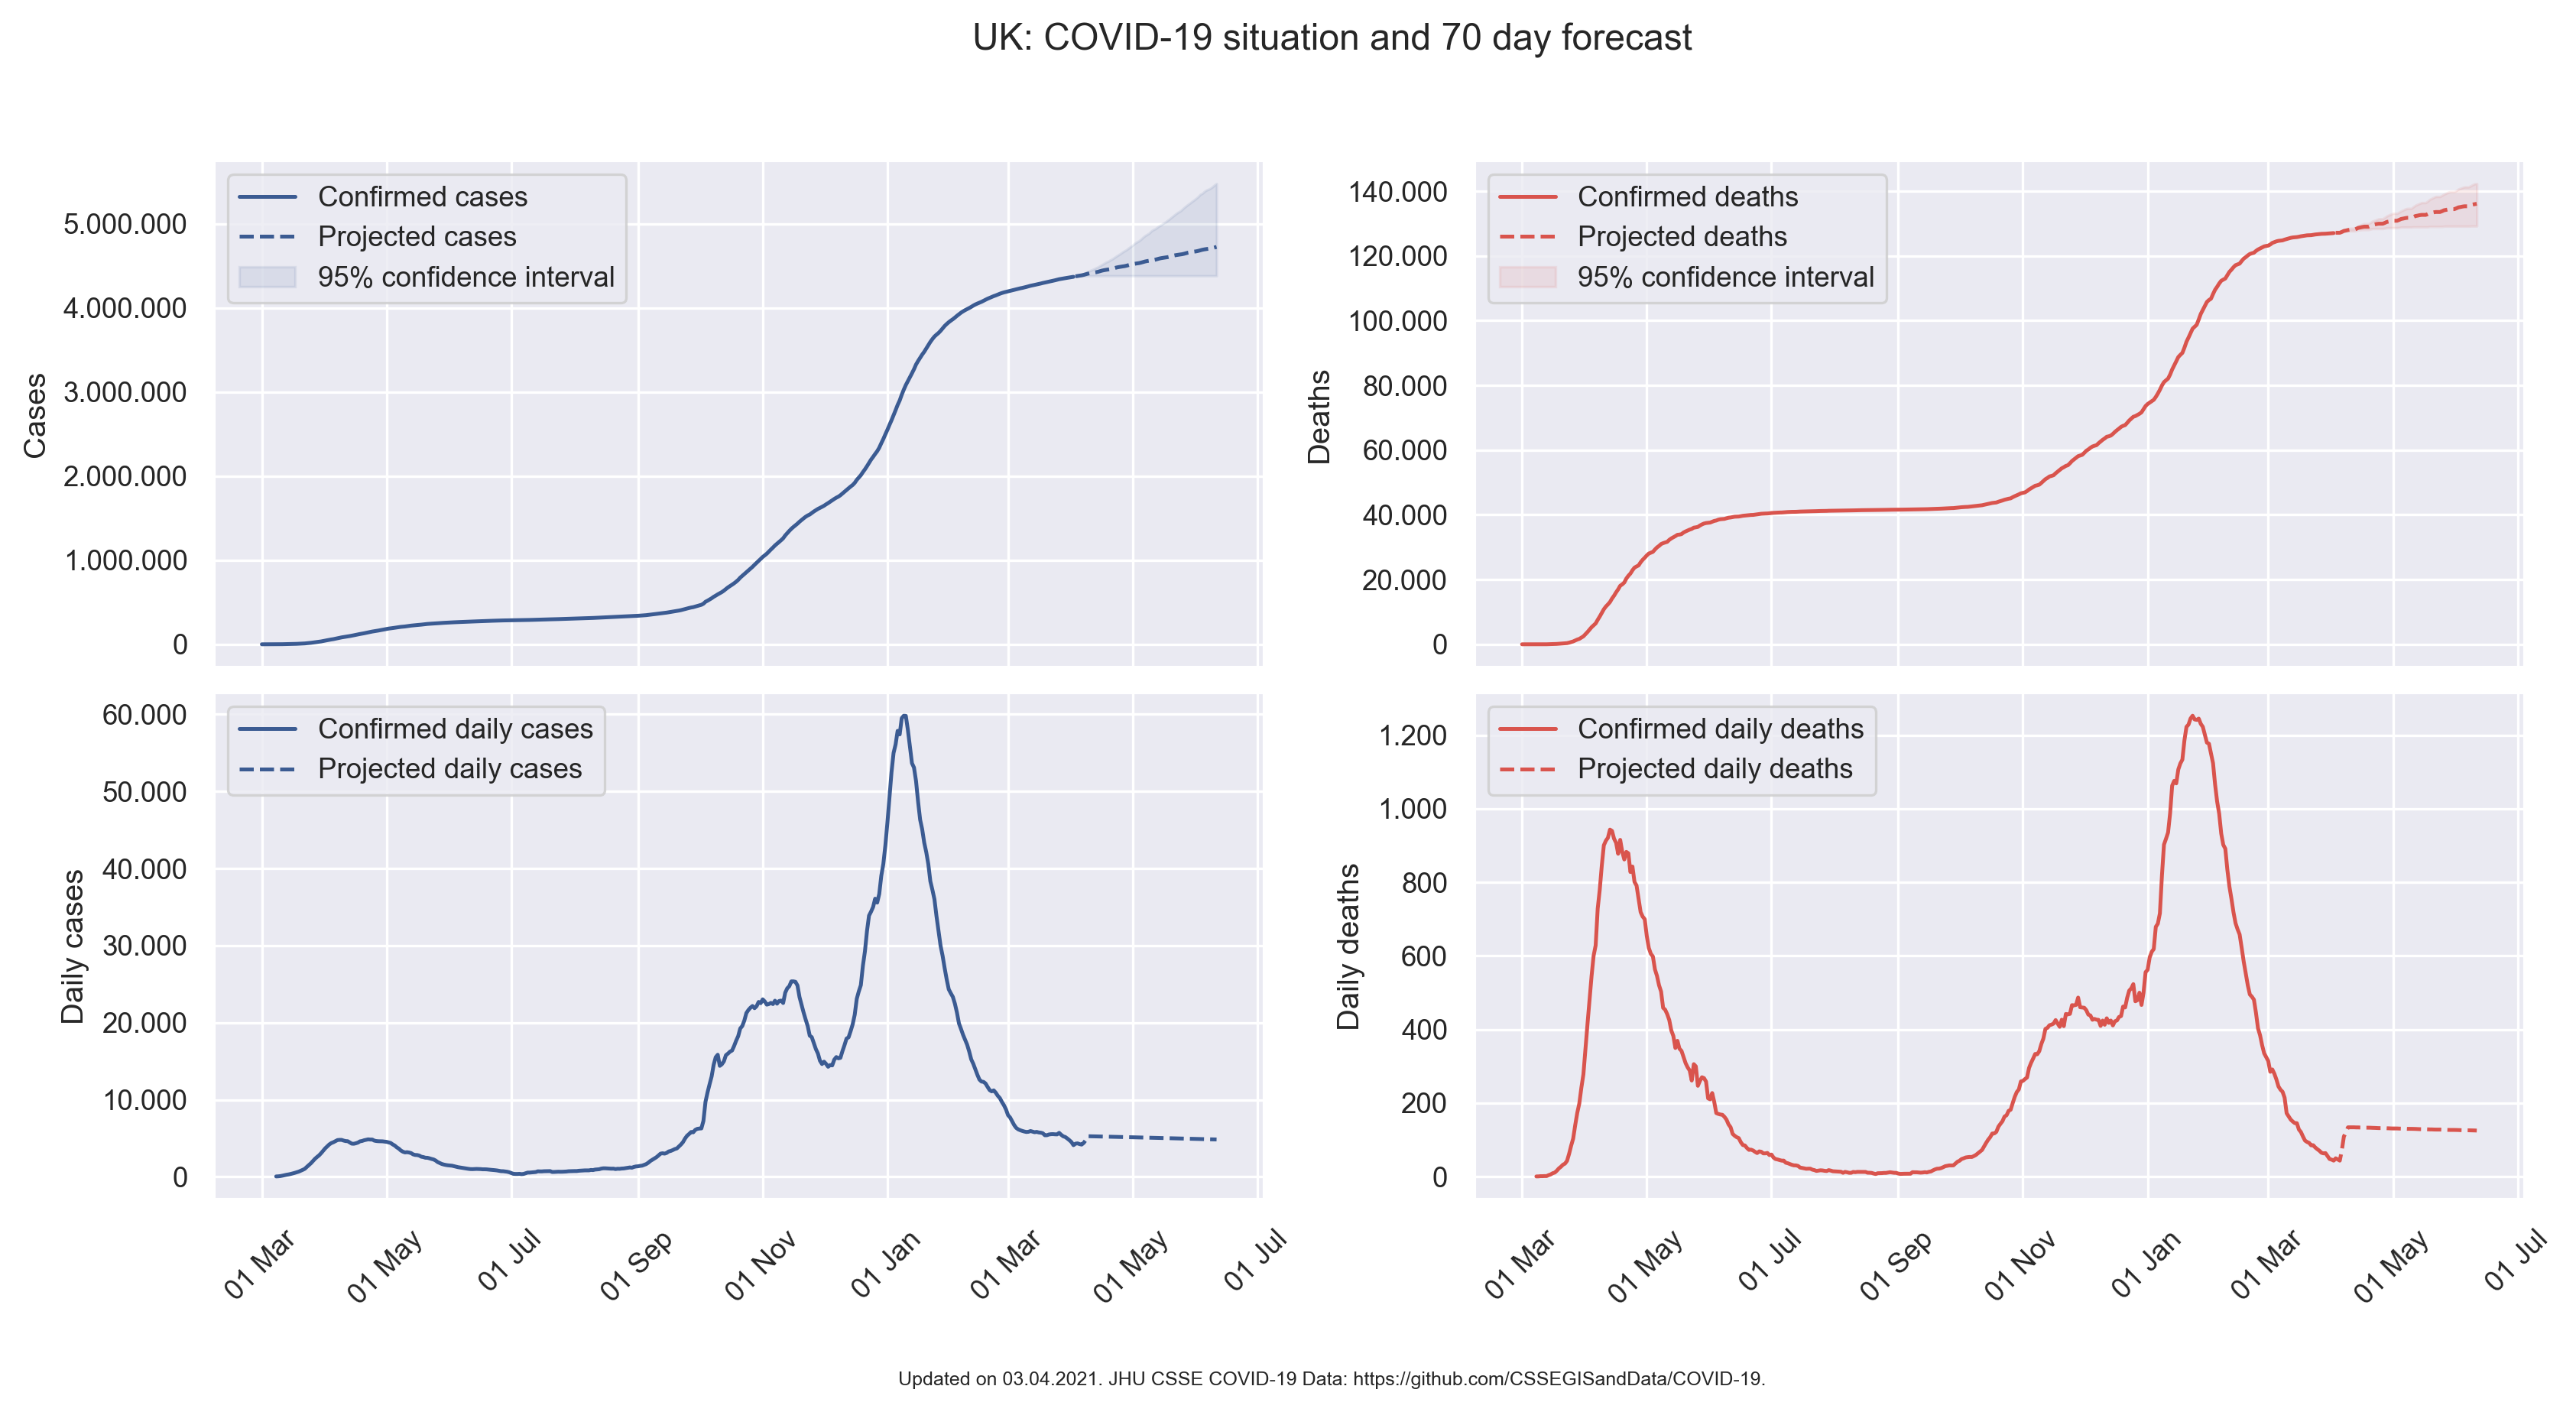 UK: COVID-19 situation and 70 day forecast
Confirmed cases
Projected cases
95% confidence interval
5.000.000
4.000.000
3.000.000
2.000.000
1.000.000
0
Cases
Confirmed deaths
Projected deaths
95% confidence interval
140.000
120.000
100.000
80.000
60.000
40.000
20.000
0
Deaths
Confirmed daily cases
Projected daily cases
60.000
50.000
40.000
30.000
20.000
10.000
0
Daily cases
01 Mar
01 May
01 Jul
01 Sep
01 Nov
01 Jan
01 Mar
01 May
01 Jul
Confirmed daily deaths
Projected daily deaths
1.200
1.000
800
600
400
200
0
Daily deaths
01 Mar
01 May
01 Jul
01 Sep
01 Nov
01 Jan
01 Mar
01 May
01 Jul
Updated on 03.04.2021. JHU CSSE COVID-19 Data: https://github.com/CSSEGISandData/COVID-19.